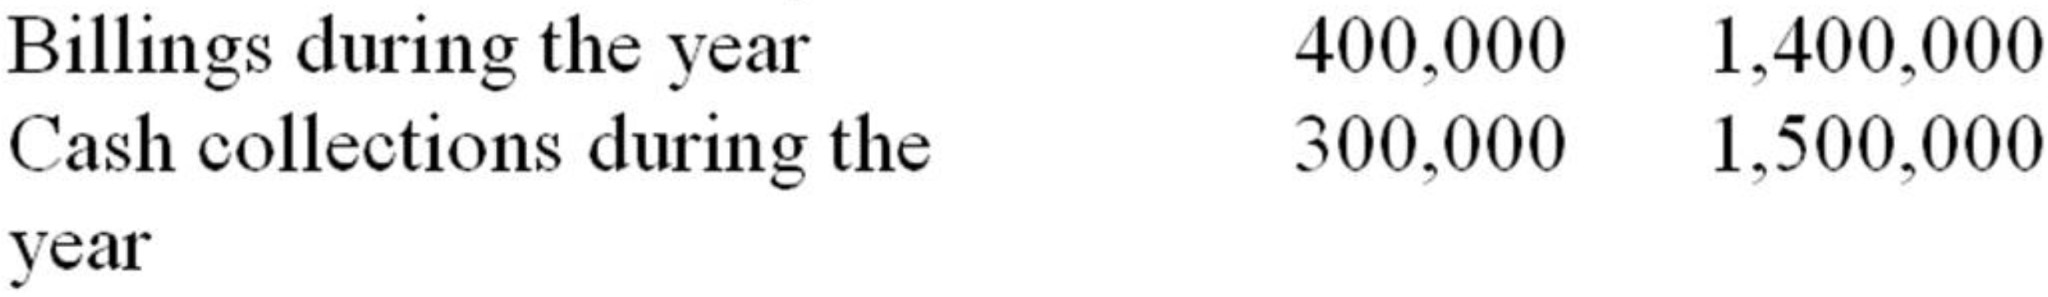 Billings during the year 400,000 1,400,000
Cash collections during the 300,000 1,500,000
year